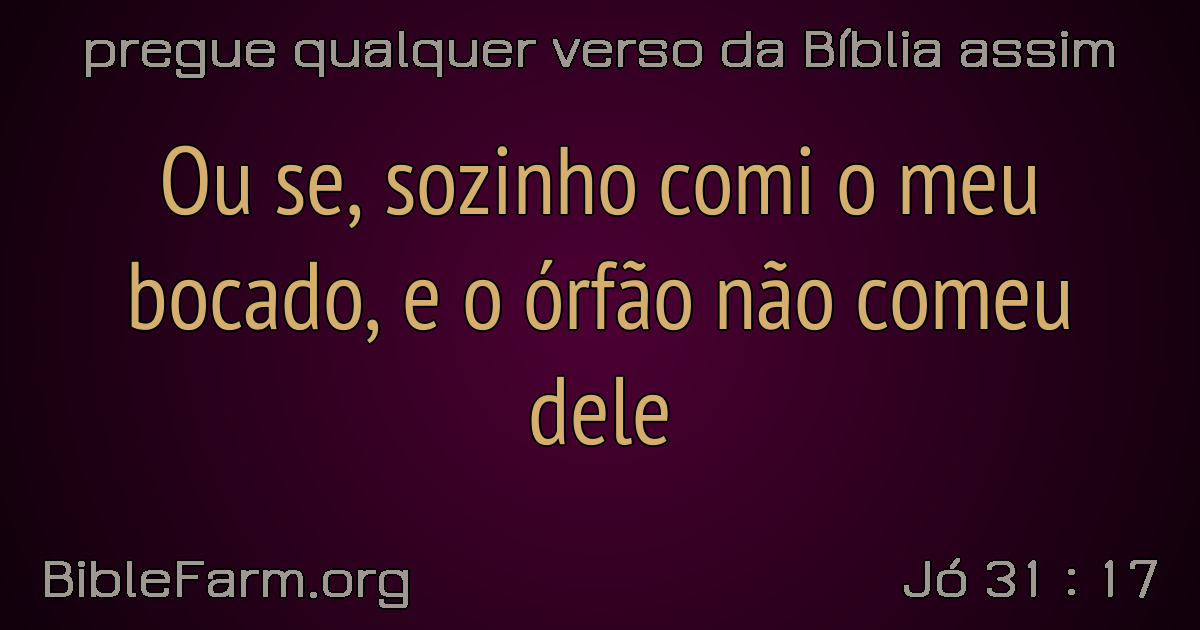 pregue qualquer verso da Bíblia assim
Ou se, sozinho comi o meu
bocado, e o órfão não comeu
dele
BibleFarm.org
Jó 31 : 17